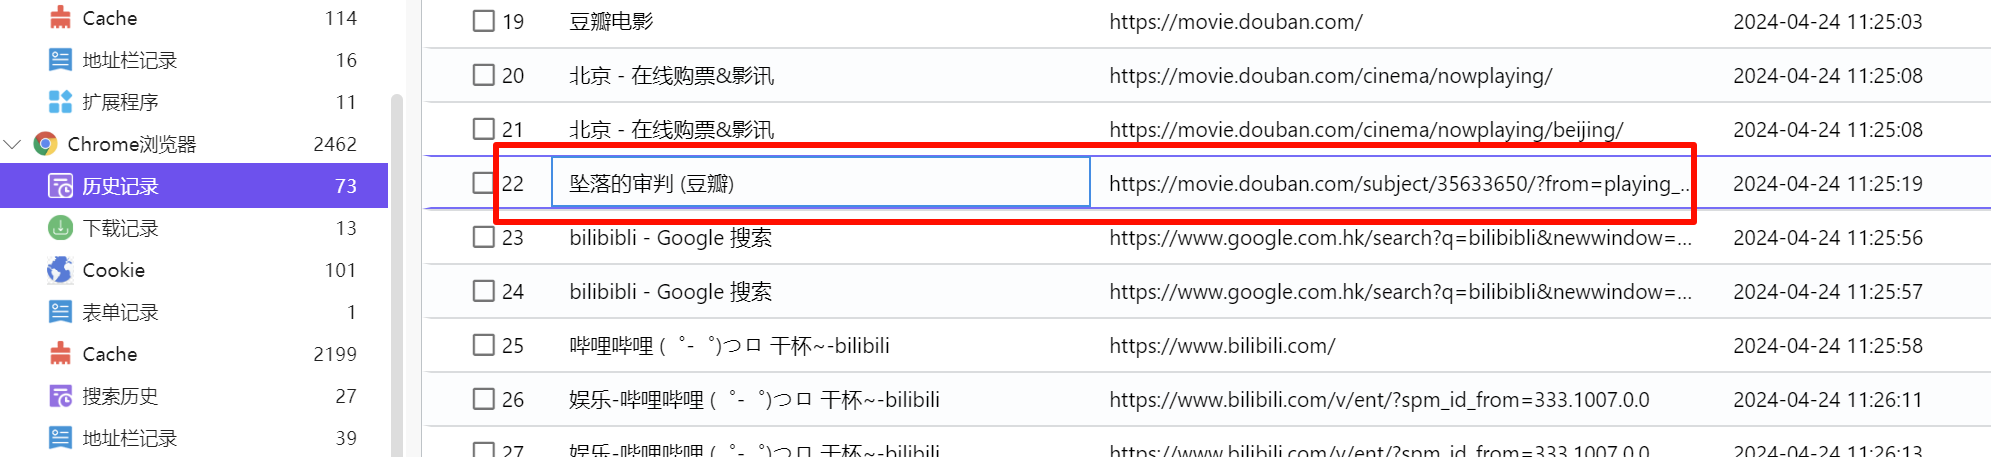 Cache 114
地址栏记录 16
扩展程序 11
Chrome浏览器 2462
历史记录 73
下载记录 13
Cookie 101
表单记录 1
Cache 2199
搜索历史 27
地址栏记录 39
19 豆瓣电影 https://movie.douban.com/ 2024-04-24 11:25:03
20 北京 - 在线购票&影讯 https://movie.douban.com/cinema/nowplaying/ 2024-04-24 11:25:08
21 北京 - 在线购票&影讯 https://movie.douban.com/cinema/nowplaying/beijing/ 2024-04-24 11:25:08
22 坠落的审判 (豆瓣) https://movie.douban.com/subject/35633650/?from=playing_... 2024-04-24 11:25:19
23 bilibibli - Google 搜索 https://www.google.com.hk/search?q=bilibibli&newwindow=... 2024-04-24 11:25:56
24 bilibibli - Google 搜索 https://www.google.com.hk/search?q=bilibibli&newwindow=... 2024-04-24 11:25:57
25 哔哩哔哩 (゜-゜)つロ 干杯~-bilibili https://www.bilibili.com/ 2024-04-24 11:25:58
26 娱乐-哔哩哔哩 (゜-゜)つロ 干杯~-bilibili https://www.bilibili.com/v/ent/?spm_id_from=333.1007.0.0 2024-04-24 11:26:11
27 娱乐-哔哩哔哩 (゜-゜)つロ 干杯~-bilibili https://www.bilibili.com/v/ent/?spm_id_from=333.1007.0.0 2024-04-24 11:26:13